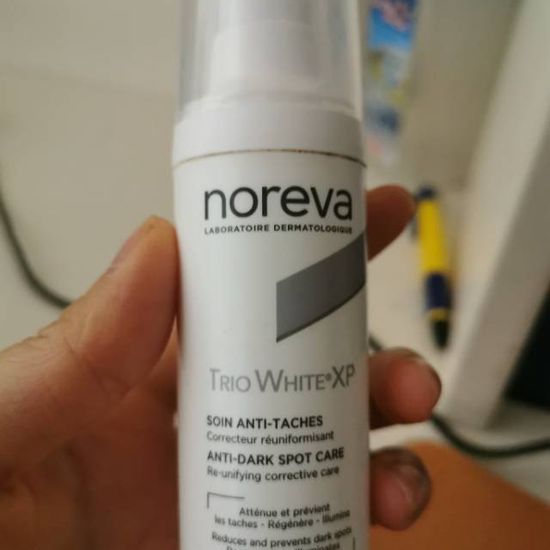 noreva
LABORATOIRE DERMATOLOGIQUE
TRIO WHITE® XP
SOIN ANTI-TACHES
Correcteur réuniformisant
ANTI-DARK SPOT CARE
Re-unifying corrective care
Atténue et prévient
les taches - Régénère - Illumine
Reduces and prevents dark spots